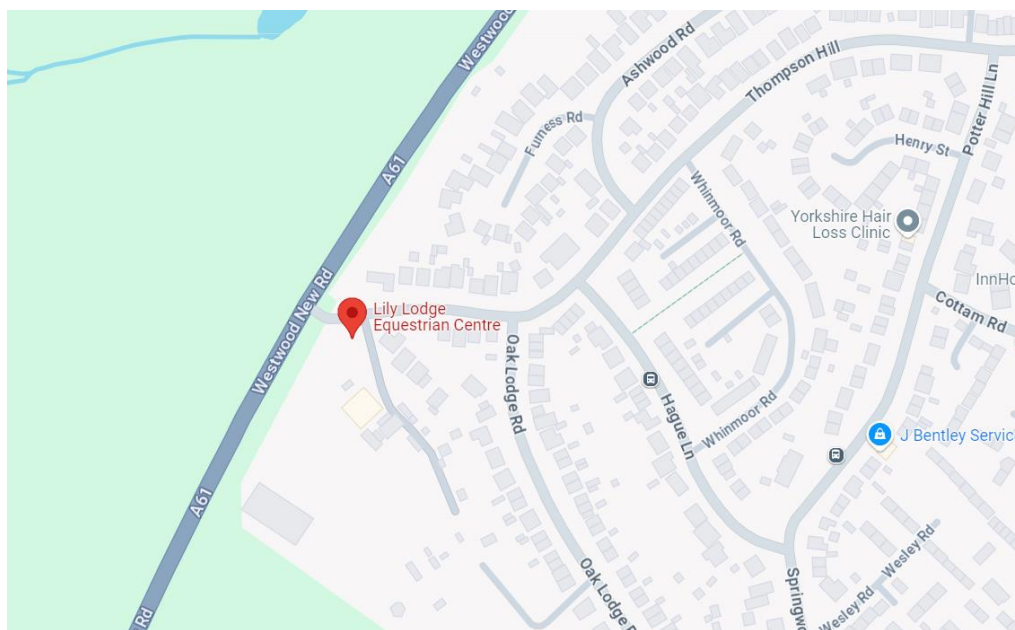 Westwood
A61
Ashwood Rd
Thompson Hill
Furness Rd
Potter Hill Ln
Henry St
Whinmoor Rd
Yorkshire Hair
Loss Clinic
Westwood New Rd
Lily Lodge
Equestrian Centre
InnHo
Cottam Rd
Oak Lodge Rd
Hague Ln
Whinmoor Rd
J Bentley Servic
A61
Oak Lodge
Wesley Rd
Wesley Rd
Springwo
Rd